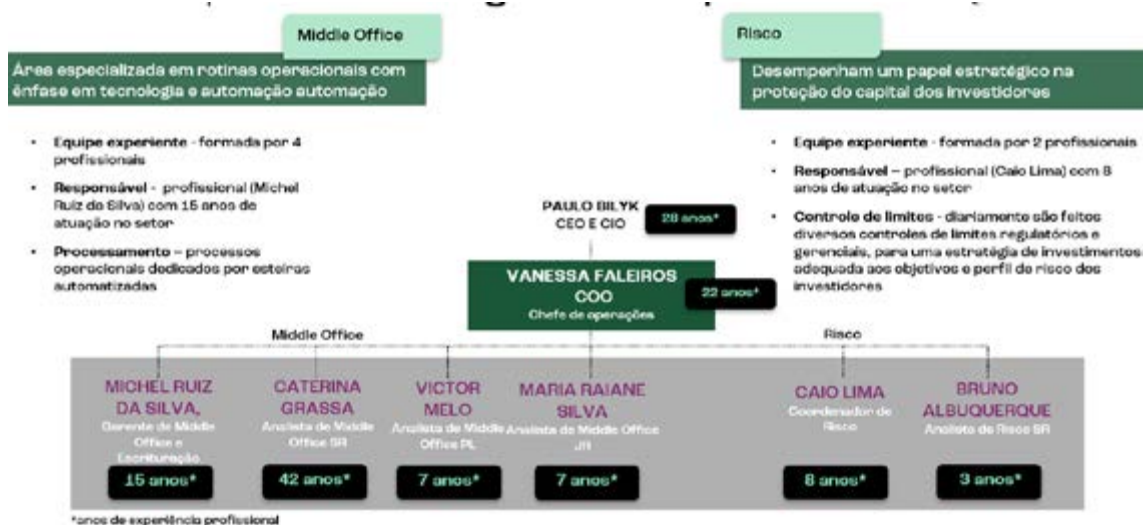 Middle Office
Área especializada em rotinas operacionais com
ênfase em tecnologia e automação automação
• Equipe experiente - formada por 4
profissionais
• Responsável - profissional (Michel
Ruiz da Silva) com 15 anos de
atuação no setor
• Processamento – processos
operacionais dedicados por esteiras
automatizadas
Risco
Desempenham um papel estratégico na
proteção do capital dos investidores
• Equipe experiente - formada por 2 profissionais
• Responsável – profissional (Caio Lima) com 8
anos de atuação no setor
• Controle de limites - diariamente são feitos
diversos controles de limites regulatórios e
gerenciais, para uma estratégia de investimentos
adequada aos objetivos e perfil de risco dos
investidores
PAULO BILYK
CEO E CIO
28 anos*
VANESSA FALEIROS
COO
Chefe de operações
22 anos*
Middle Office
Risco
MICHEL RUIZ
DA SILVA,
Gerente de Middle
Office e
Escrituração
15 anos*
CATERINA
GRASSA
Analista de Middle
Office SR
42 anos*
VICTOR
MELO
Analista de Middle
Office PL
7 anos*
MARIA RAIANE
SILVA
Analista de Middle Office
JR
7 anos*
CAIO LIMA
Coordenador de
Risco
8 anos*
BRUNO
ALBUQUERQUE
Analista de Risco SR
3 anos*
*anos de experiência profissional